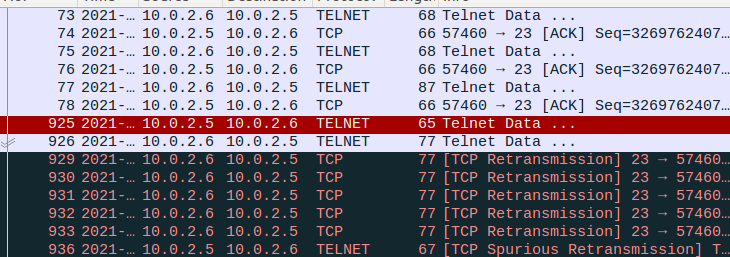 73 2021-… 10.0.2.6 10.0.2.5 TELNET 68 Telnet Data ...
74 2021-… 10.0.2.5 10.0.2.6 TCP 66 57460 → 23 [ACK] Seq=3269762407…
75 2021-… 10.0.2.6 10.0.2.5 TELNET 68 Telnet Data ...
76 2021-… 10.0.2.5 10.0.2.6 TCP 66 57460 → 23 [ACK] Seq=3269762407…
77 2021-… 10.0.2.6 10.0.2.5 TELNET 87 Telnet Data ...
78 2021-… 10.0.2.5 10.0.2.6 TCP 66 57460 → 23 [ACK] Seq=3269762407…
925 2021-… 10.0.2.5 10.0.2.6 TELNET 65 Telnet Data ...
926 2021-… 10.0.2.6 10.0.2.5 TELNET 77 Telnet Data ...
929 2021-… 10.0.2.6 10.0.2.5 TCP 77 [TCP Retransmission] 23 → 57460…
930 2021-… 10.0.2.6 10.0.2.5 TCP 77 [TCP Retransmission] 23 → 57460…
931 2021-… 10.0.2.6 10.0.2.5 TCP 77 [TCP Retransmission] 23 → 57460…
932 2021-… 10.0.2.6 10.0.2.5 TCP 77 [TCP Retransmission] 23 → 57460…
933 2021-… 10.0.2.6 10.0.2.5 TCP 77 [TCP Retransmission] 23 → 57460…
936 2021-… 10.0.2.5 10.0.2.6 TELNET 67 [TCP Spurious Retransmission] T…